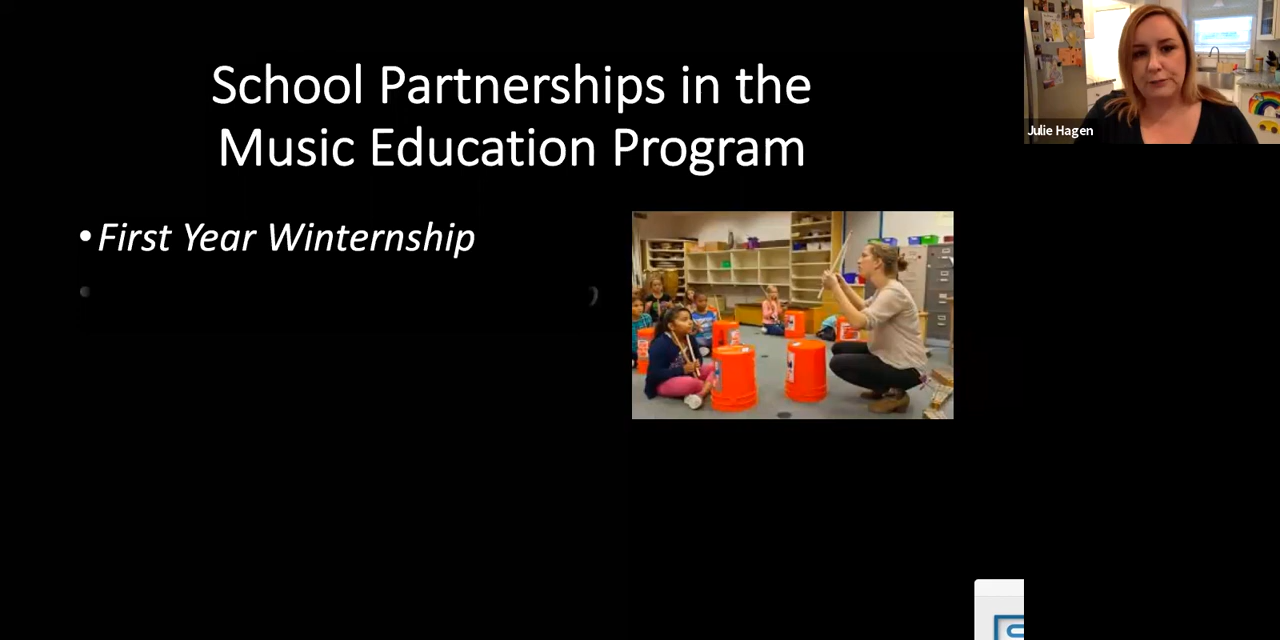 School Partnerships in the
Music Education Program
• First Year Winternship
Julie Hagen